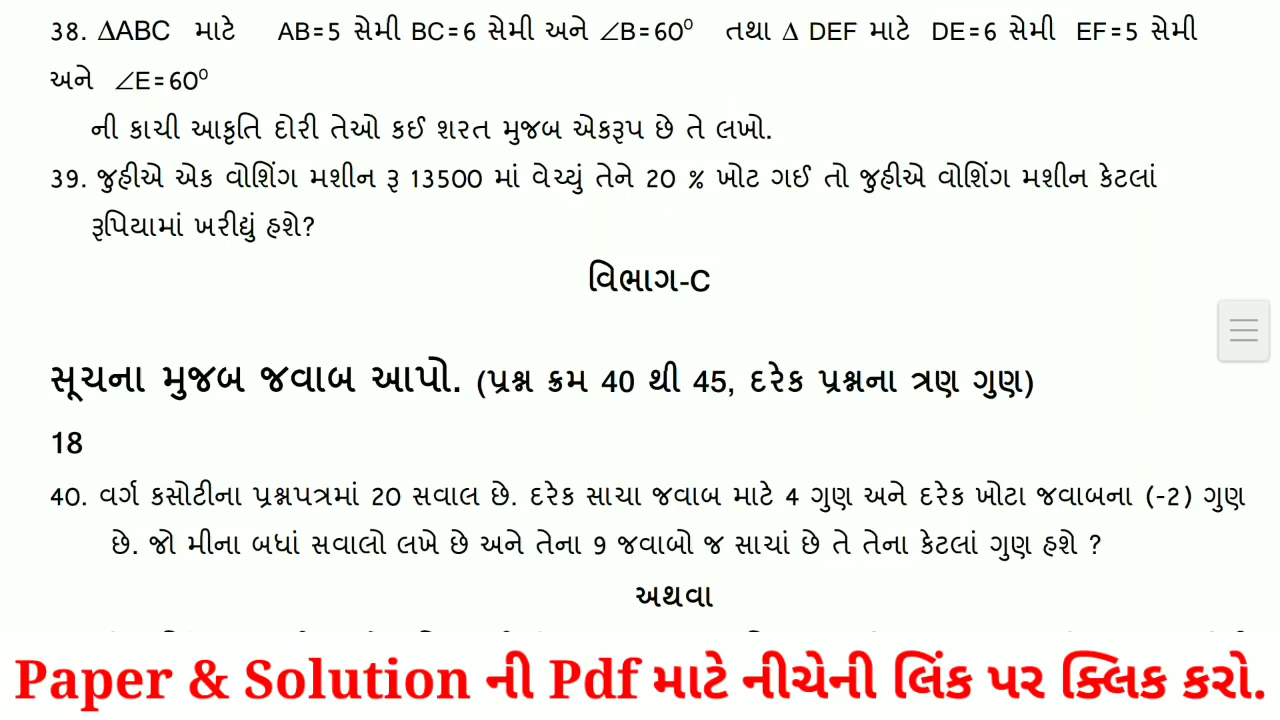 38. ∆ABC માટે AB=5 સેમી BC=6 સેમી અને ∠B=60⁰ તથા ∆ DEF માટે DE=6 સેમી EF=5 સેમી
અને ∠E=60⁰
ની કાચી આકૃતિ દોરી તેઓ કઈ શરત મુજબ એકરૂપ છે તે લખો.
39. જુહીએ એક વોશિંગ મશીન રૂ 13500 માં વેચ્યું તેને 20 % ખોટ ગઈ તો જુહીએ વોશિંગ મશીન કેટલાં
રૂપિયામાં ખરીદ્યું હશે?
વિભાગ-C
સૂચના મુજબ જવાબ આપો. (પ્રશ્ન ક્રમ 40 થી 45, દરેક પ્રશ્નના ત્રણ ગુણ)
18
40. વર્ગ કસોટીના પ્રશ્નપત્રમાં 20 સવાલ છે. દરેક સાચા જવાબ માટે 4 ગુણ અને દરેક ખોટા જવાબના (-2) ગુણ
છે. જો મીના બધાં સવાલો લખે છે અને તેના 9 જવાબો જ સાચાં છે તે તેના કેટલાં ગુણ હશે ?
અથવા
Paper & Solution ની Pdf માટે નીચેની લિંક પર ક્લિક કરો.